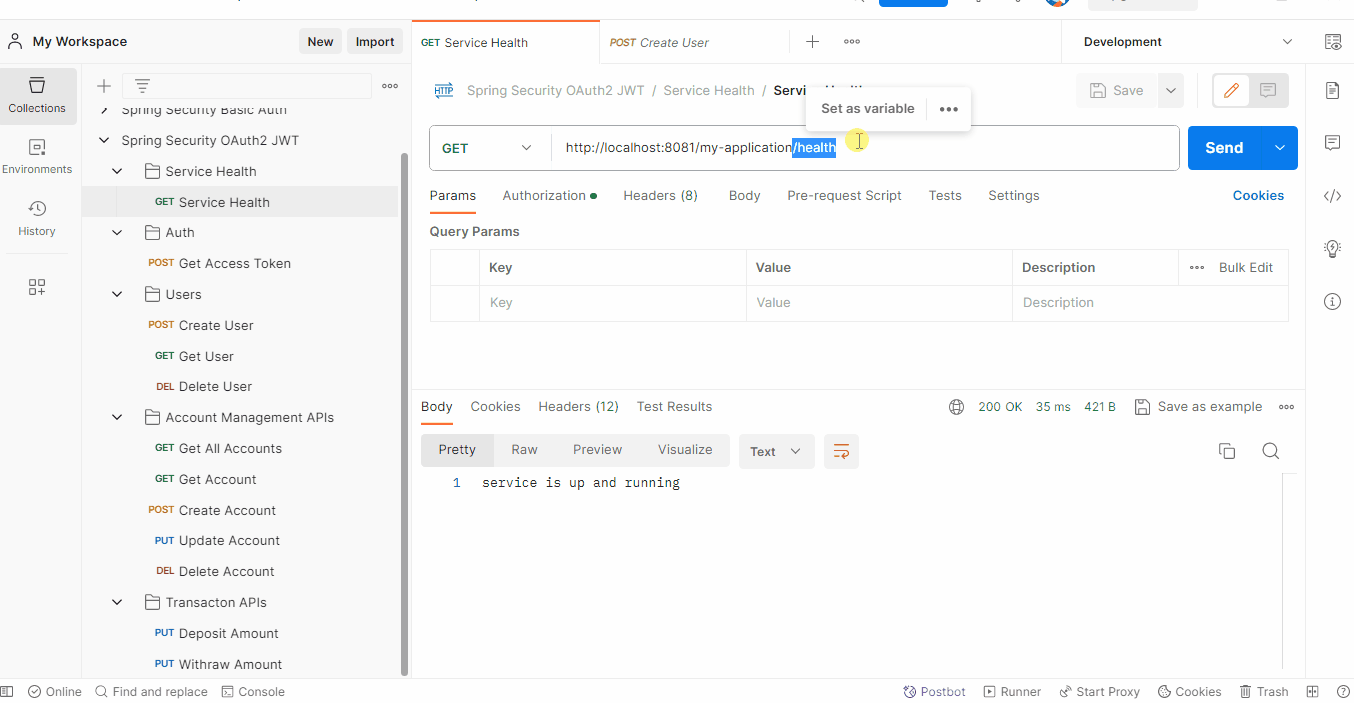 My Workspace
New
Import
GET Service Health
POST Create User
Development
Collections
Environments
History
Spring Security Basic Auth
Spring Security OAuth2 JWT
Service Health
GET Service Health
Auth
POST Get Access Token
Users
POST Create User
GET Get User
DEL Delete User
Account Management APIs
GET Get All Accounts
GET Get Account
POST Create Account
PUT Update Account
DEL Delete Account
Transacton APIs
PUT Deposit Amount
PUT Withraw Amount
HTTP Spring Security OAuth2 JWT / Service Health /
Save
Set as variable
GET
http://localhost:8081/my-application/health
Send
Params Authorization Headers (8) Body Pre-request Script Tests Settings Cookies
Query Params
Key Value Description Bulk Edit
Key Value Description
Body Cookies Headers (12) Test Results 200 OK 35 ms 421 B Save as example
Pretty Raw Preview Visualize Text
1 service is up and running
Online Find and replace Console Postbot Runner Start Proxy Cookies Trash